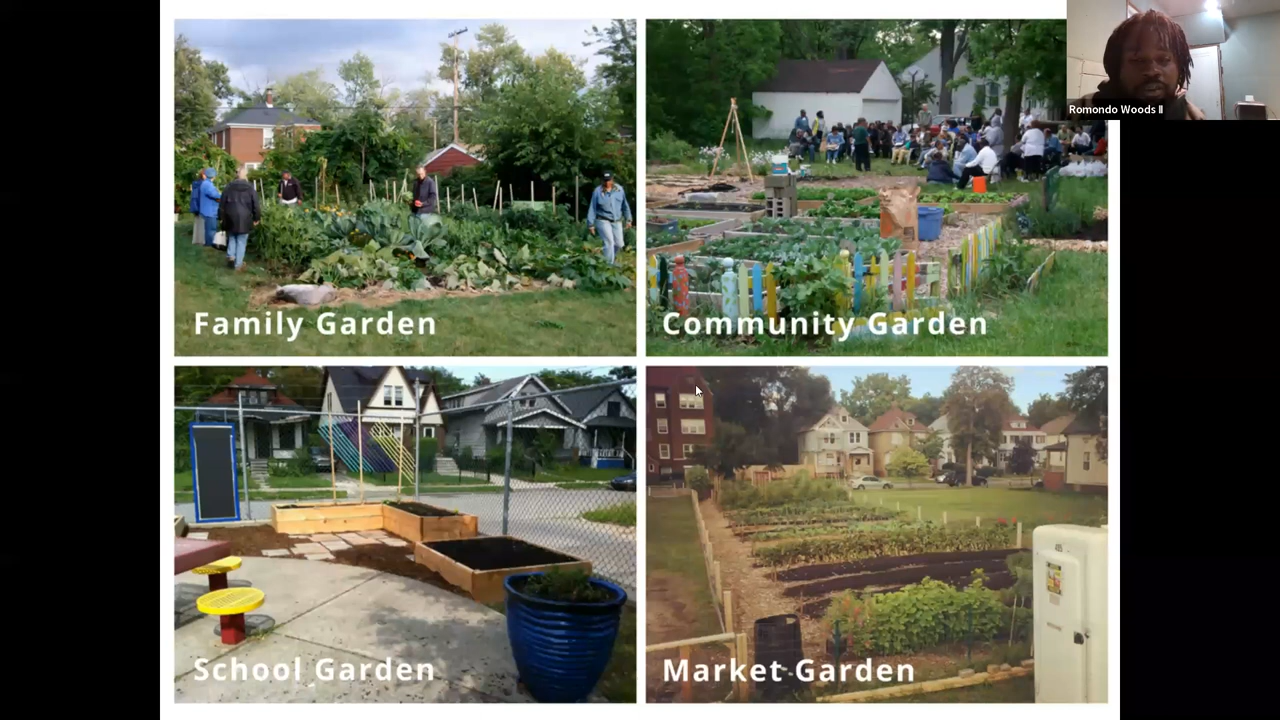 Romondo Woods II
Family Garden
Community Garden
School Garden
Market Garden